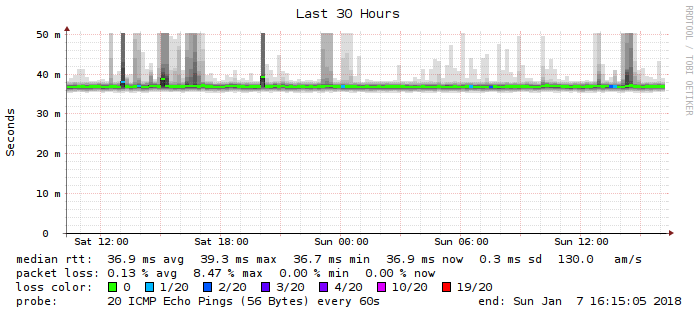 Last 30 Hours
RRDTOOL / TOBI OETIKER
Seconds
50 m
40 m
30 m
20 m
10 m
0
Sat 12:00 Sat 18:00 Sun 00:00 Sun 06:00 Sun 12:00
median rtt: 36.9 ms avg 39.3 ms max 36.7 ms min 36.9 ms now 0.3 ms sd 130.0 am/s
packet loss: 0.13 % avg 8.47 % max 0.00 % min 0.00 % now
loss color: 0 1/20 2/20 3/20 4/20 10/20 19/20
probe: 20 ICMP Echo Pings (56 Bytes) every 60s end: Sun Jan 7 16:15:05 2018